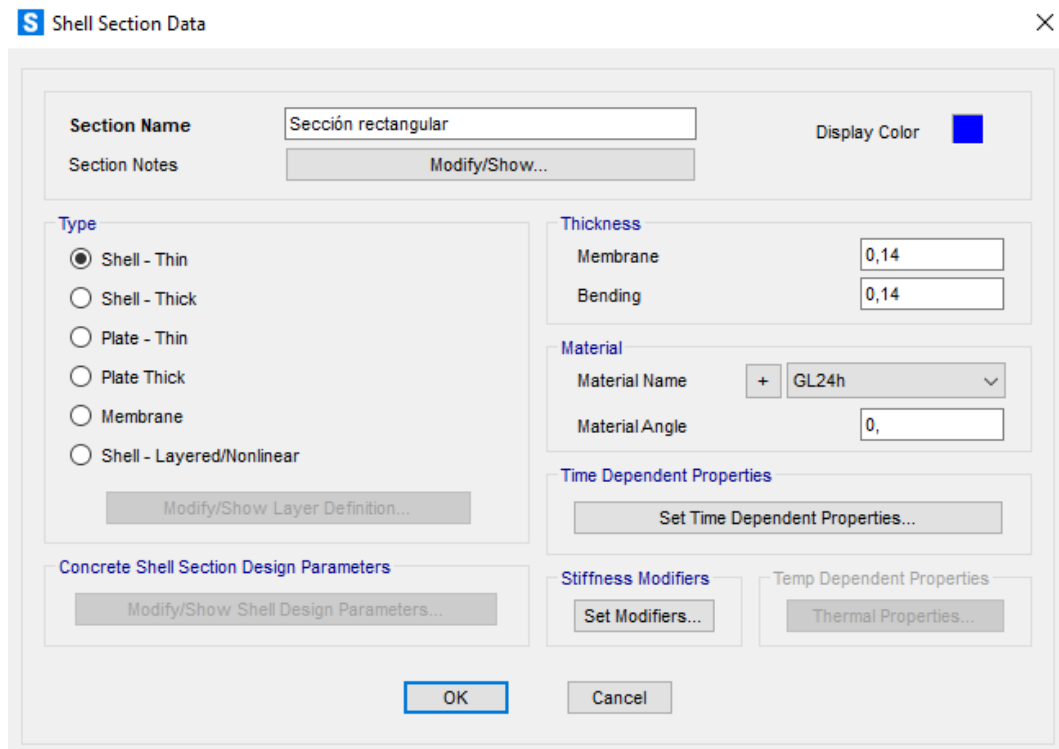 S Shell Section Data
Section Name Sección rectangular Display Color
Section Notes Modify/Show...
Type
Shell - Thin
Shell - Thick
Plate - Thin
Plate Thick
Membrane
Shell - Layered/Nonlinear
Modify/Show Layer Definition...
Concrete Shell Section Design Parameters
Modify/Show Shell Design Parameters...
Thickness
Membrane 0,14
Bending 0,14
Material
Material Name + GL24h
Material Angle 0,
Time Dependent Properties
Set Time Dependent Properties...
Stiffness Modifiers
Set Modifiers...
Temp Dependent Properties
Thermal Properties...
OK Cancel